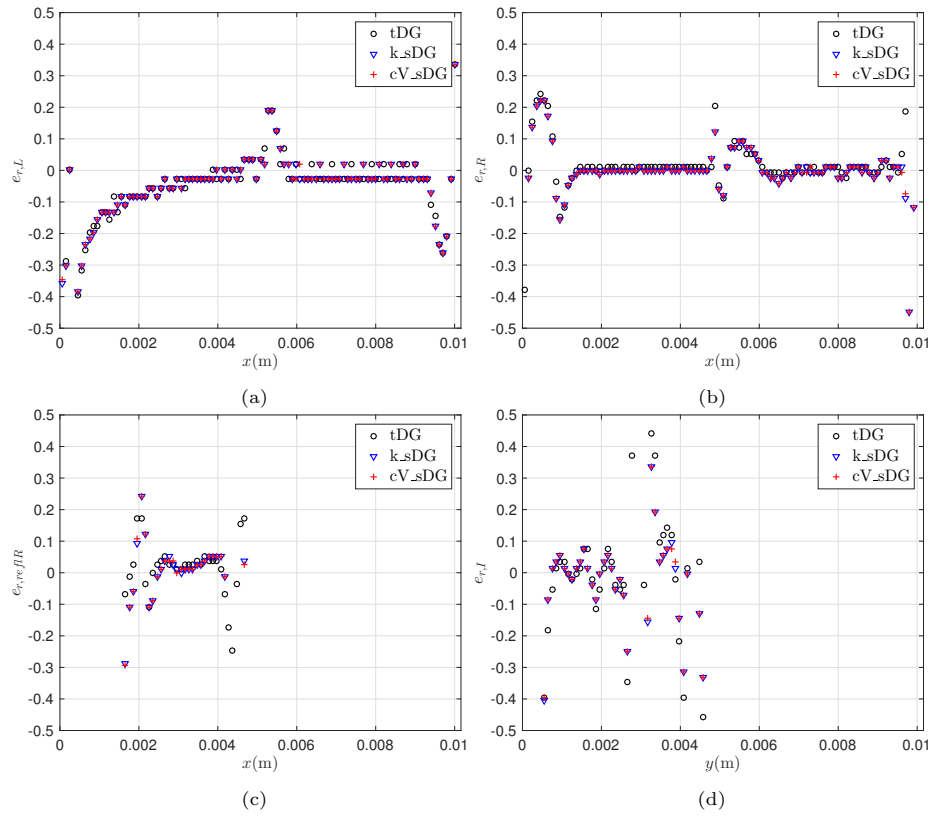 0.5
0.4
0.3
0.2
0.1
0
-0.1
-0.2
-0.3
-0.4
-0.5
0 0.002 0.004 0.006 0.008 0.01
e_{r,L}
x(m)
tDG
k_sDG
cV_sDG
(a)
0.5
0.4
0.3
0.2
0.1
0
-0.1
-0.2
-0.3
-0.4
-0.5
0 0.002 0.004 0.006 0.008 0.01
e_{r,R}
x(m)
tDG
k_sDG
cV_sDG
(b)
0.5
0.4
0.3
0.2
0.1
0
-0.1
-0.2
-0.3
-0.4
-0.5
0 0.002 0.004 0.006 0.008 0.01
e_{r,reflR}
x(m)
tDG
k_sDG
cV_sDG
(c)
0.5
0.4
0.3
0.2
0.1
0
-0.1
-0.2
-0.3
-0.4
-0.5
0 0.002 0.004 0.006 0.008 0.01
e_{r,I}
y(m)
tDG
k_sDG
cV_sDG
(d)